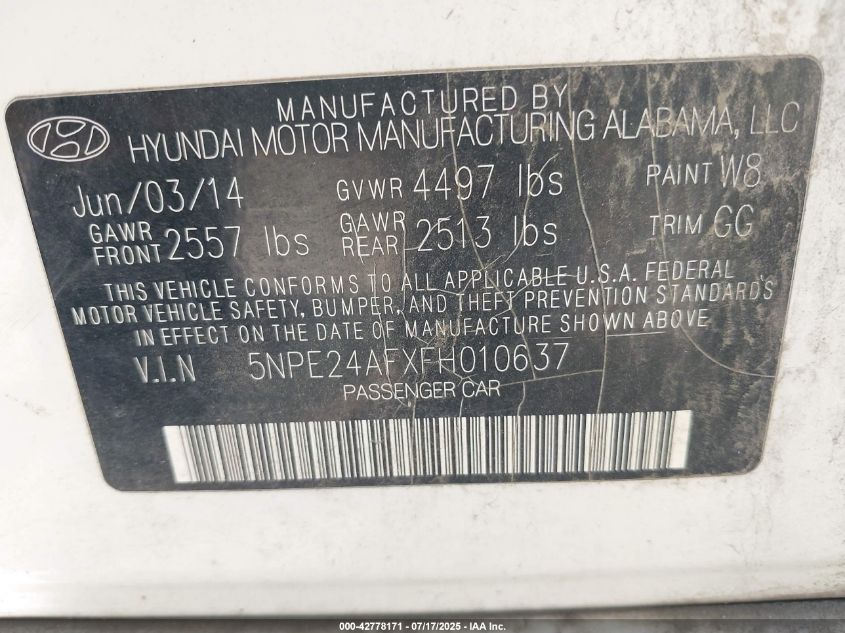 MANUFACTURED BY
HYUNDAI MOTOR MANUFACTURING ALABAMA, LLC
Jun/03/14 GVWR 4497 lbs PAINT W8
GAWR FRONT 2557 lbs GAWR REAR 2513 lbs TRIM GG
THIS VEHICLE CONFORMS TO ALL APPLICABLE U.S.A. FEDERAL
MOTOR VEHICLE SAFETY, BUMPER, AND THEFT PREVENTION STANDARDS
IN EFFECT ON THE DATE OF MANUFACTURE SHOWN ABOVE
V.I.N 5NPE24AFXFH010637
PASSENGER CAR
000-42778171 - 07/17/2025 - IAA Inc.